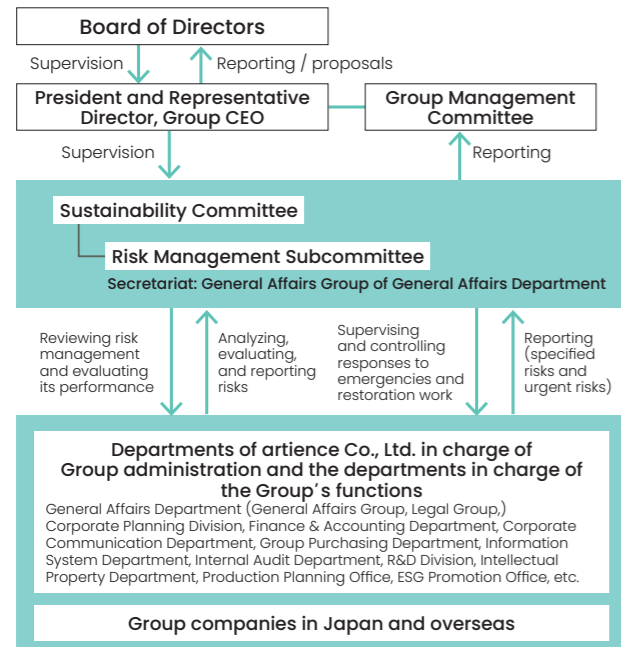 Board of Directors
Supervision
Reporting / proposals
President and Representative
Director, Group CEO
Group Management
Committee
Supervision
Reporting
Sustainability Committee
Risk Management Subcommittee
Secretariat: General Affairs Group of General Affairs Department
Reviewing risk
management
and evaluating
its performance
Analyzing,
evaluating,
and reporting
risks
Supervising
and controlling
responses to
emergencies and
restoration work
Reporting
(specified
risks and
urgent risks)
Departments of artience Co., Ltd. in charge of
Group administration and the departments in charge of
the Group's functions
General Affairs Department (General Affairs Group, Legal Group,)
Corporate Planning Division, Finance & Accounting Department, Corporate
Communication Department, Group Purchasing Department, Information
System Department, Internal Audit Department, R&D Division, Intellectual
Property Department, Production Planning Office, ESG Promotion Office, etc.
Group companies in Japan and overseas